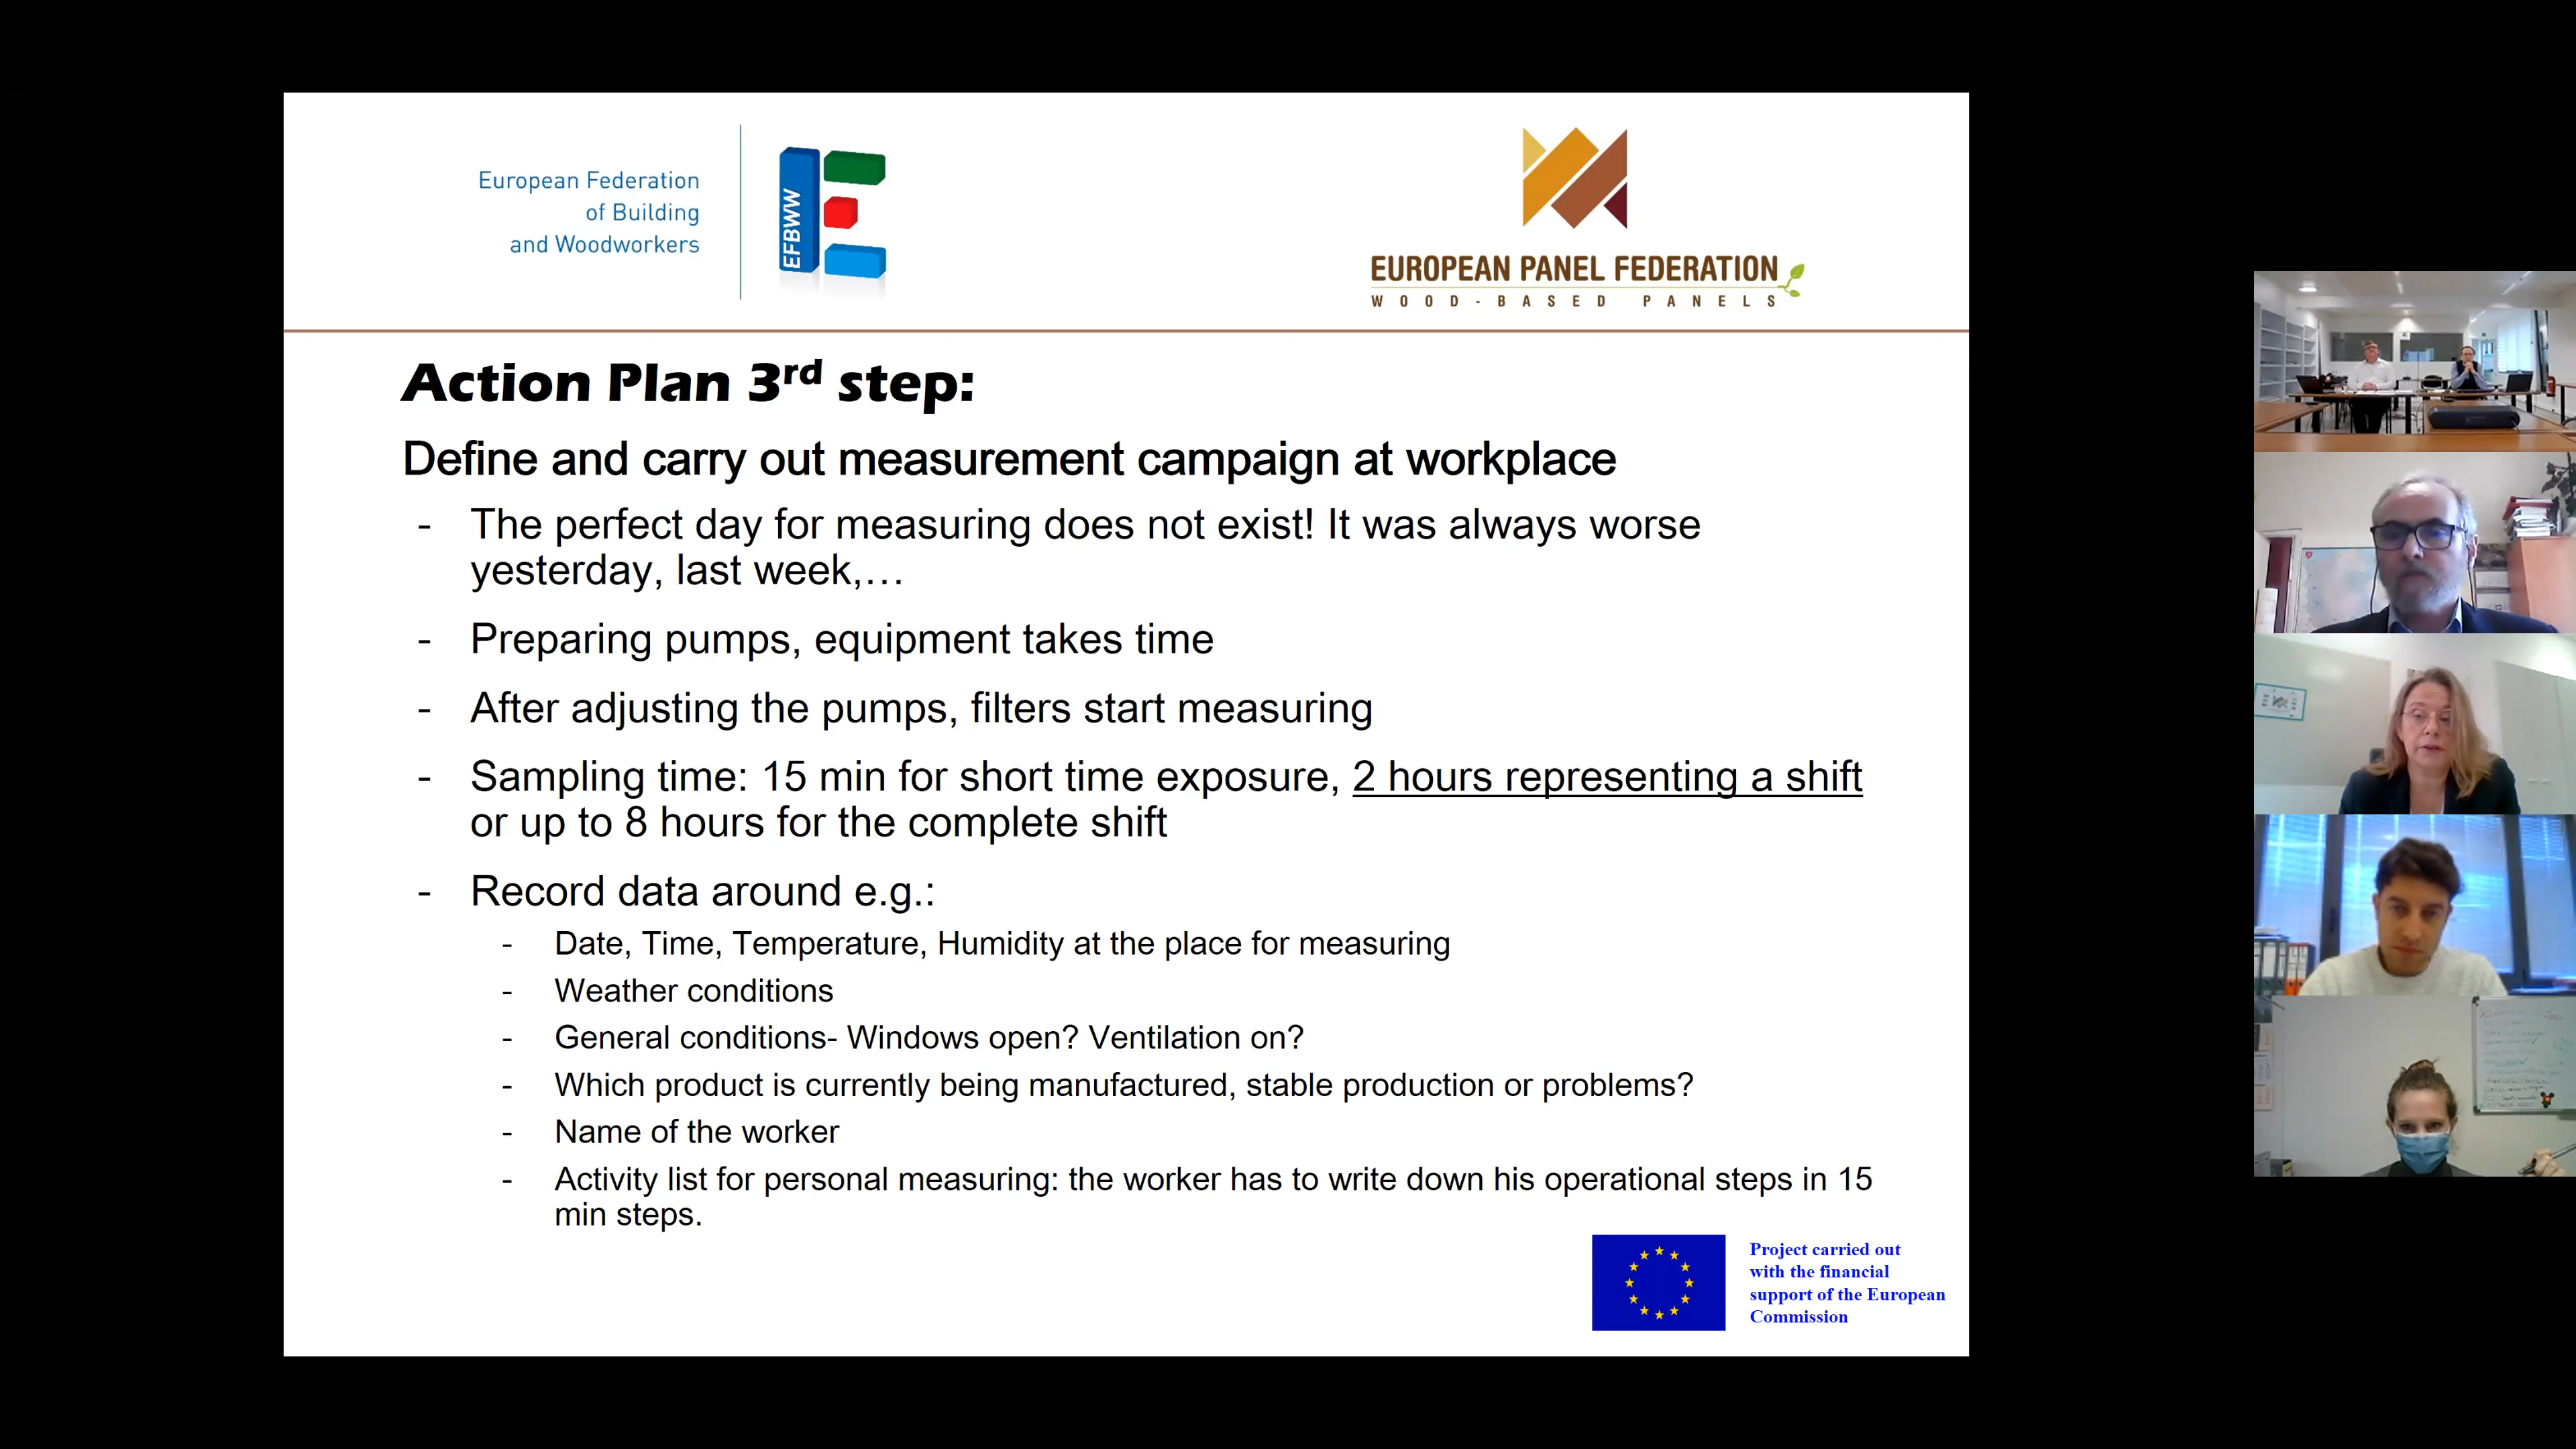 European Federation
of Building
and Woodworkers
EFBWW
EUROPEAN PANEL FEDERATION
WOOD-BASED PANELS
Action Plan 3rd step:
Define and carry out measurement campaign at workplace
- The perfect day for measuring does not exist! It was always worse
yesterday, last week,…
- Preparing pumps, equipment takes time
- After adjusting the pumps, filters start measuring
- Sampling time: 15 min for short time exposure, 2 hours representing a shift
or up to 8 hours for the complete shift
- Record data around e.g.:
- Date, Time, Temperature, Humidity at the place for measuring
- Weather conditions
- General conditions- Windows open? Ventilation on?
- Which product is currently being manufactured, stable production or problems?
- Name of the worker
- Activity list for personal measuring: the worker has to write down his operational steps in 15
min steps.
Project carried out
with the financial
support of the European
Commission